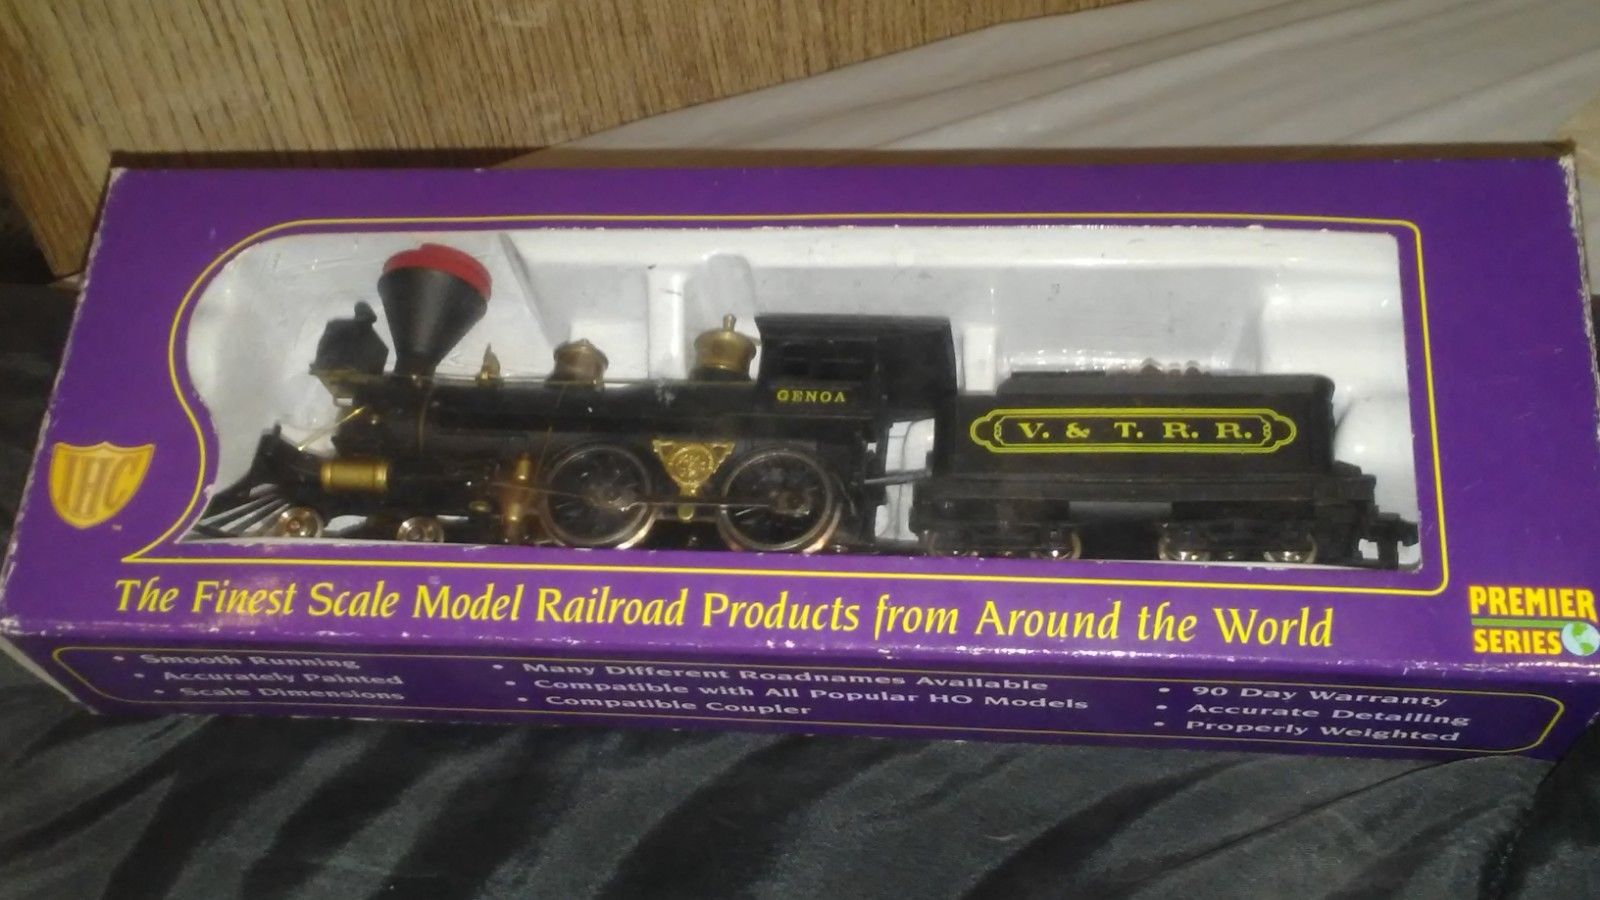 GENOA
V. & T. R. R.
IHC
™
The Finest Scale Model Railroad Products from Around the World
PREMIER
SERIES
• Smooth Running
• Accurately Painted
• Scale Dimensions
• Many Different Roadnames Available
• Compatible with All Popular HO Models
• Compatible Coupler
• 90 Day Warranty
• Accurate Detailing
• Properly Weighted